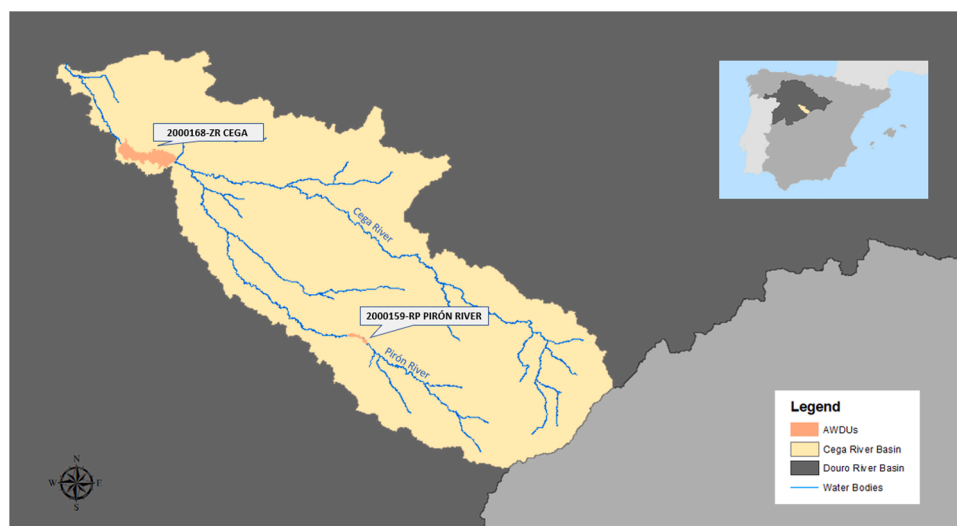 2000168-ZR CEGA
Cega River
2000159-RP PIRÓN RIVER
Pirón River
Legend
AWDUs
Cega River Basin
Douro River Basin
Water Bodies
N
W
E
S